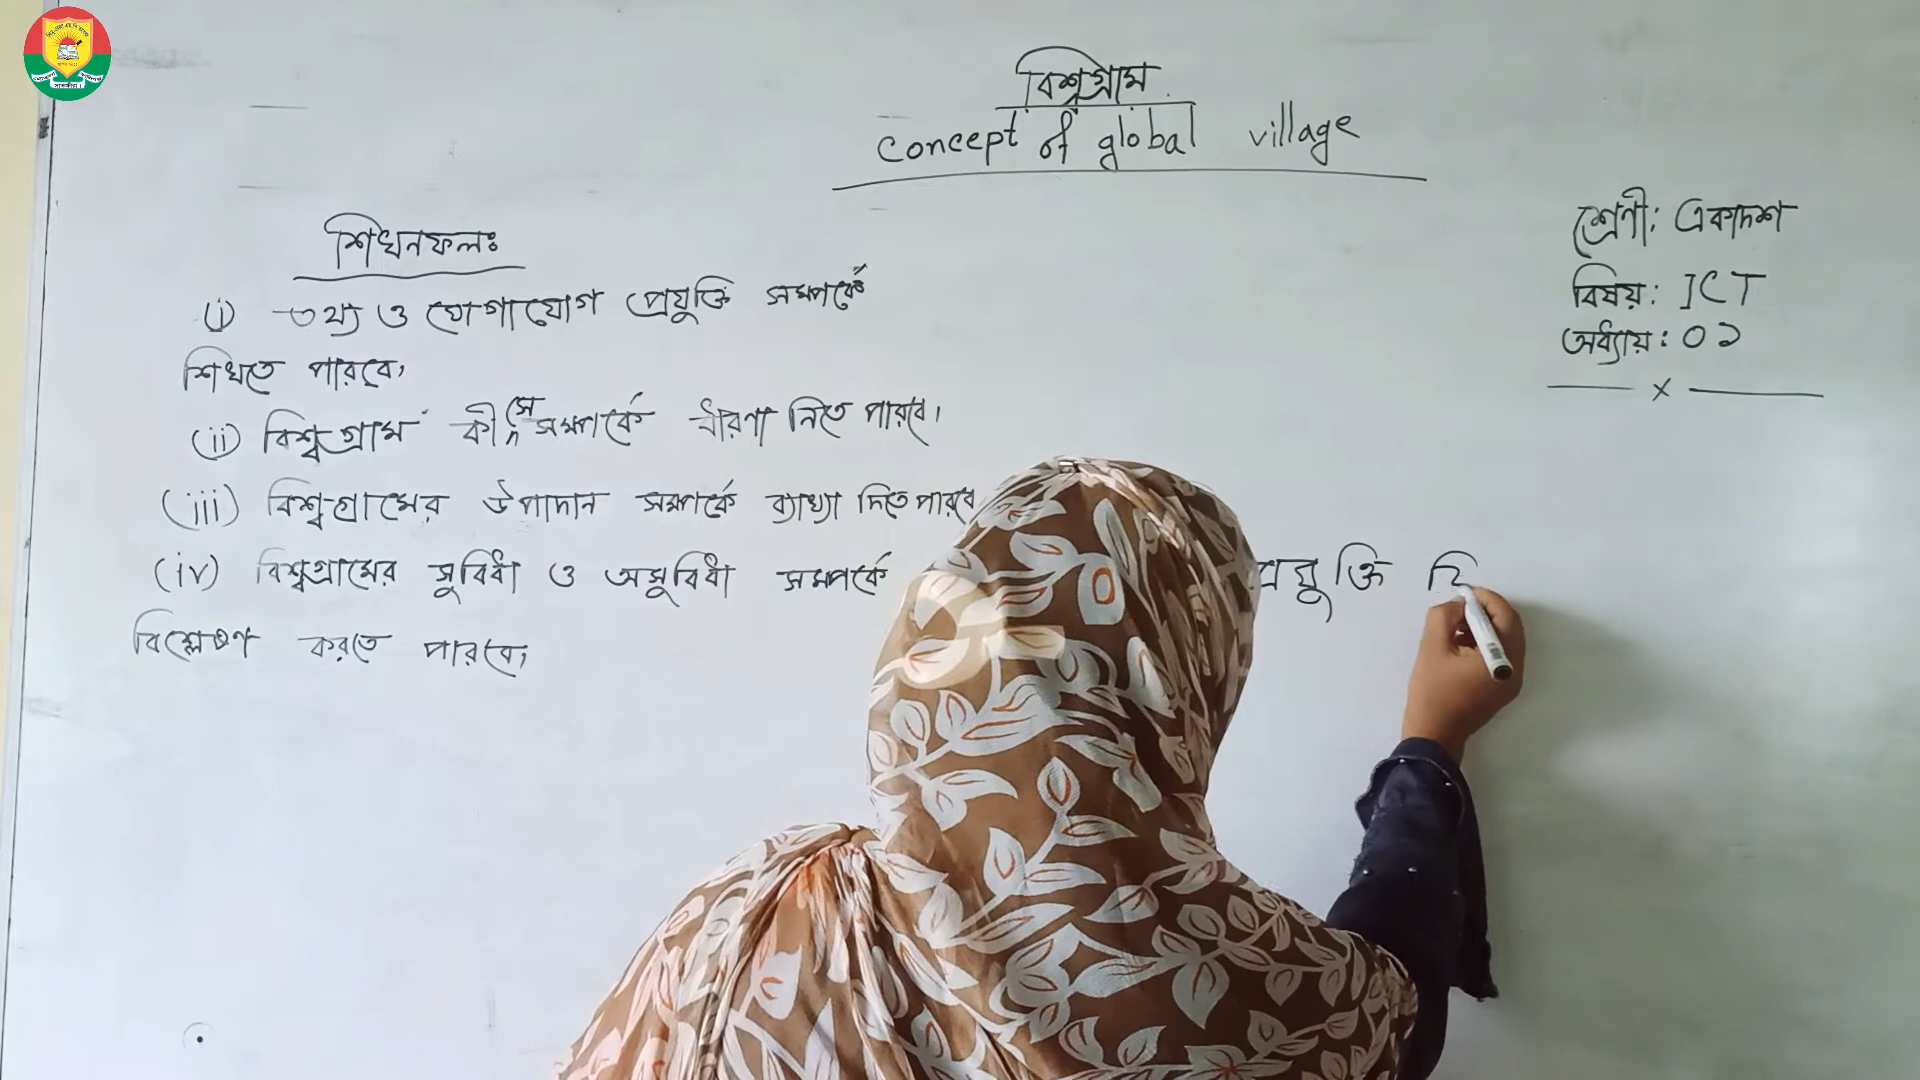 বিশ্বগ্রাম
concept of global village
শ্রেণী: একাদশ
বিষয়: ICT
অধ্যায়: ০১
x
শিখনফলঃ
(i) তথ্য ও যোগাযোগ প্রযুক্তি সম্পর্কে
শিখতে পারবে,
(ii) বিশ্বগ্রাম কী সে সম্পর্কে ধারণা নিতে পারবে।
(iii) বিশ্বগ্রামের উপাদান সম্পর্কে ব্যাখ্যা দিতে পারবে
(iv) বিশ্বগ্রামের সুবিধা ও অসুবিধা সম্পর্কে
বিশ্লেষণ করতে পারবে,
প্রযুক্তি